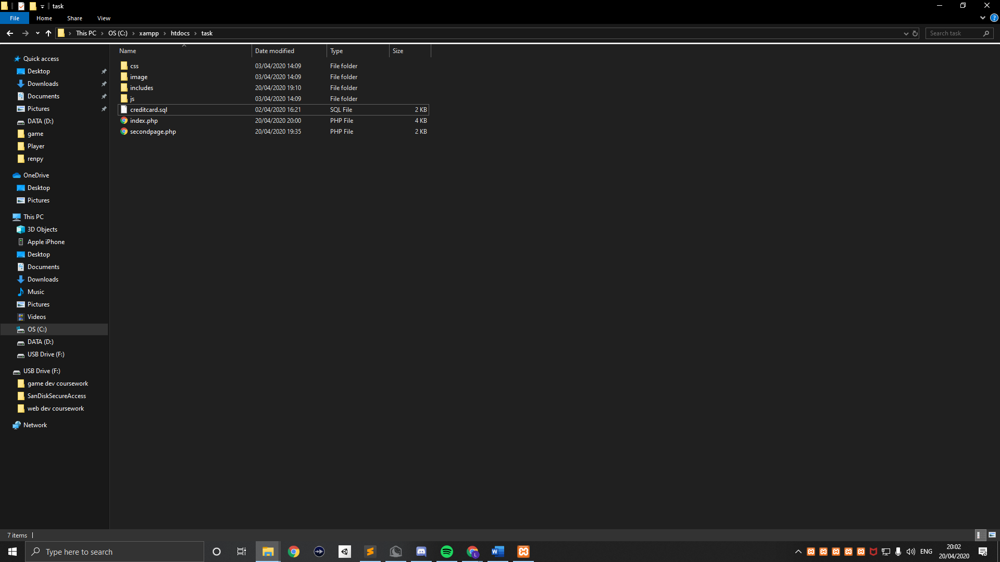 task
File Home Share View
This PC OS (C:) xampp htdocs task
Search task
Name Date modified Type Size
css 03/04/2020 14:09 File folder
image 03/04/2020 14:09 File folder
includes 20/04/2020 19:10 File folder
js 03/04/2020 14:09 File folder
creditcard.sql 02/04/2020 16:21 SQL File 2 KB
index.php 20/04/2020 20:00 PHP File 4 KB
secondpage.php 20/04/2020 19:35 PHP File 2 KB
Quick access
Desktop
Downloads
Documents
Pictures
DATA (D:)
game
Player
renpy
OneDrive
Desktop
Pictures
This PC
3D Objects
Apple iPhone
Desktop
Documents
Downloads
Music
Pictures
Videos
OS (C:)
DATA (D:)
USB Drive (F:)
USB Drive (F:)
game dev coursework
SanDiskSecureAccess
web dev coursework
Network
7 items
Type here to search
ENG
20:02
20/04/2020